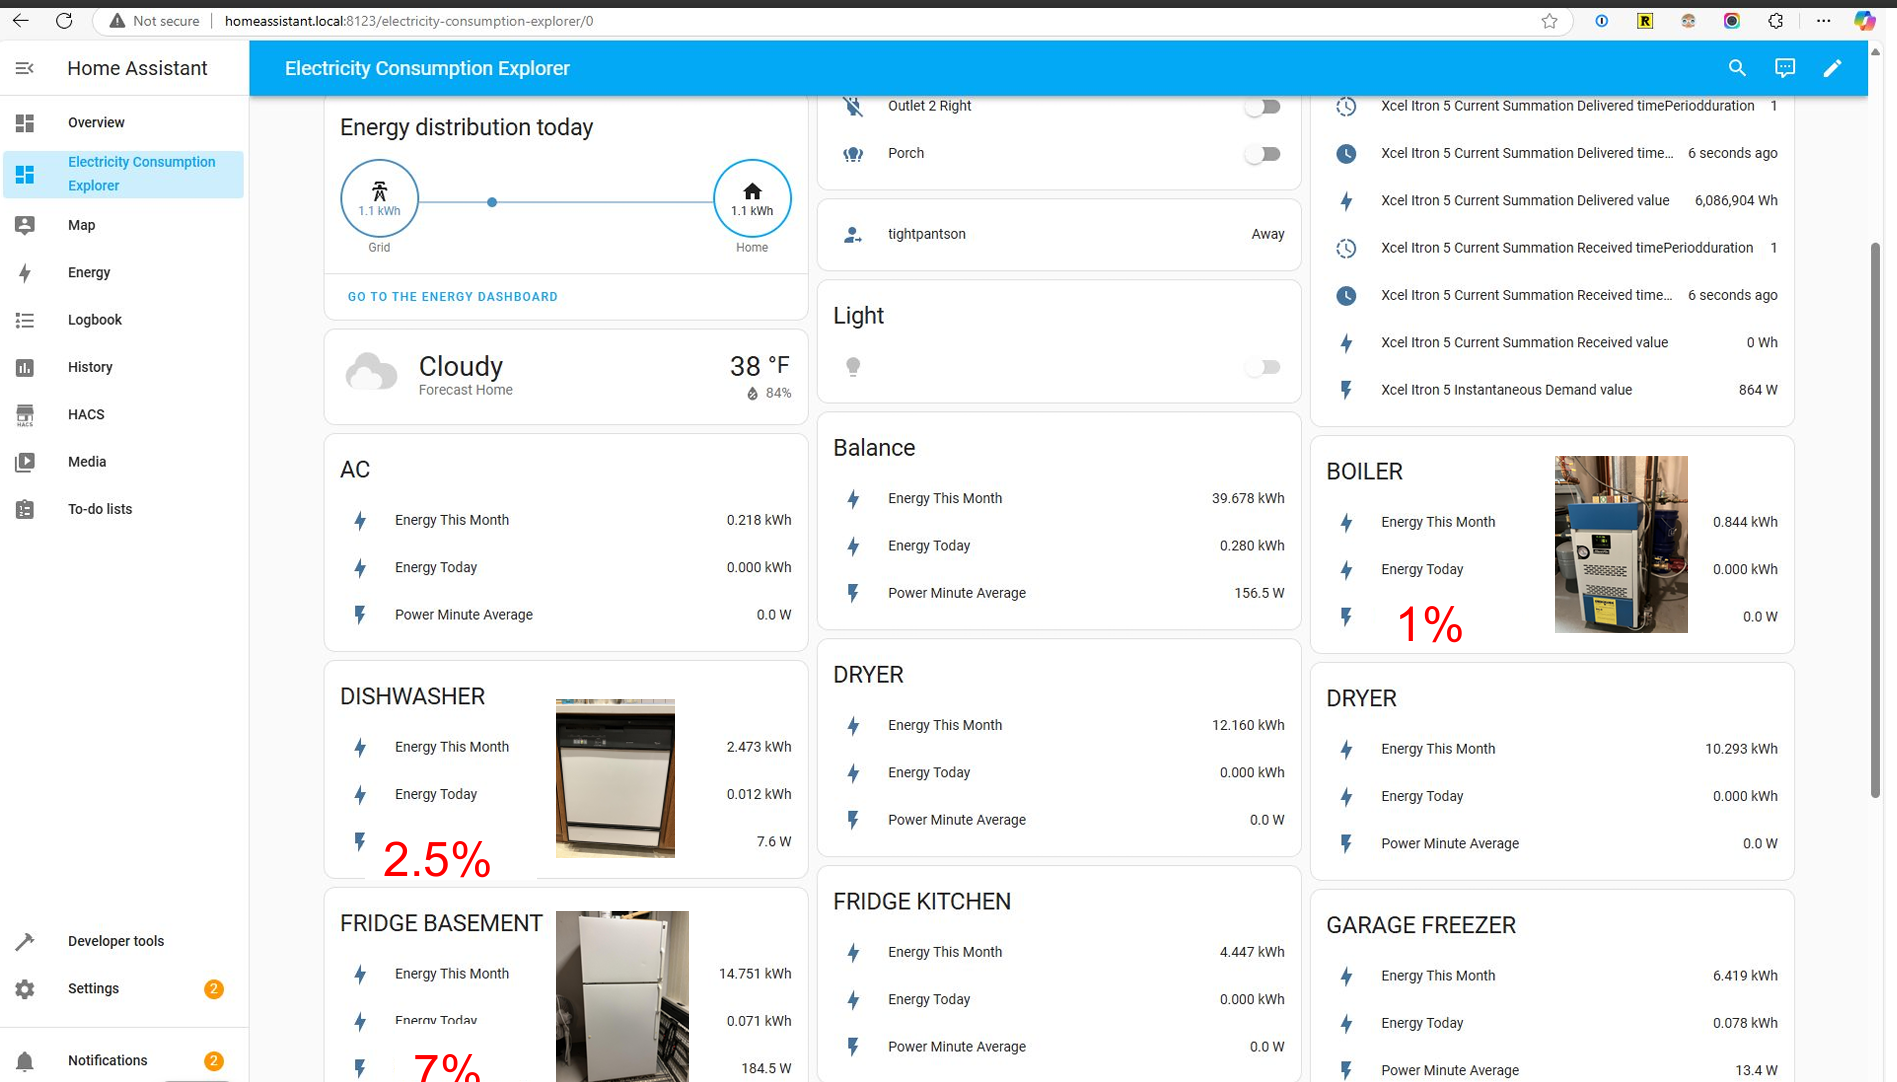 Not secure
homeassistant.local:8123/electricity-consumption-explorer/0
Home Assistant
Electricity Consumption Explorer
Overview
Electricity Consumption
Explorer
Map
Energy
Logbook
History
HACS
HACS
Media
To-do lists
Developer tools
Settings
2
Notifications
2
Energy distribution today
1.1 kWh
Grid
1.1 kWh
Home
GO TO THE ENERGY DASHBOARD
Cloudy
38 °F
Forecast Home
84%
AC
Energy This Month
0.218 kWh
Energy Today
0.000 kWh
Power Minute Average
0.0 W
DISHWASHER
Energy This Month
2.473 kWh
Energy Today
0.012 kWh
7.6 W
2.5%
FRIDGE BASEMENT
Energy This Month
14.751 kWh
Energy Today
0.071 kWh
184.5 W
7%
Outlet 2 Right
Porch
tightpantson
Away
Light
Balance
Energy This Month
39.678 kWh
Energy Today
0.280 kWh
Power Minute Average
156.5 W
DRYER
Energy This Month
12.160 kWh
Energy Today
0.000 kWh
Power Minute Average
0.0 W
FRIDGE KITCHEN
Energy This Month
4.447 kWh
Energy Today
0.000 kWh
Power Minute Average
0.0 W
Xcel Itron 5 Current Summation Delivered timePeriodduration
1
Xcel Itron 5 Current Summation Delivered time...
6 seconds ago
Xcel Itron 5 Current Summation Delivered value
6,086,904 Wh
Xcel Itron 5 Current Summation Received timePeriodduration
1
Xcel Itron 5 Current Summation Received time...
6 seconds ago
Xcel Itron 5 Current Summation Received value
0 Wh
Xcel Itron 5 Instantaneous Demand value
864 W
BOILER
Energy This Month
0.844 kWh
Energy Today
0.000 kWh
1%
0.0 W
DRYER
Energy This Month
10.293 kWh
Energy Today
0.000 kWh
Power Minute Average
0.0 W
GARAGE FREEZER
Energy This Month
6.419 kWh
Energy Today
0.078 kWh
Power Minute Average
13.4 W